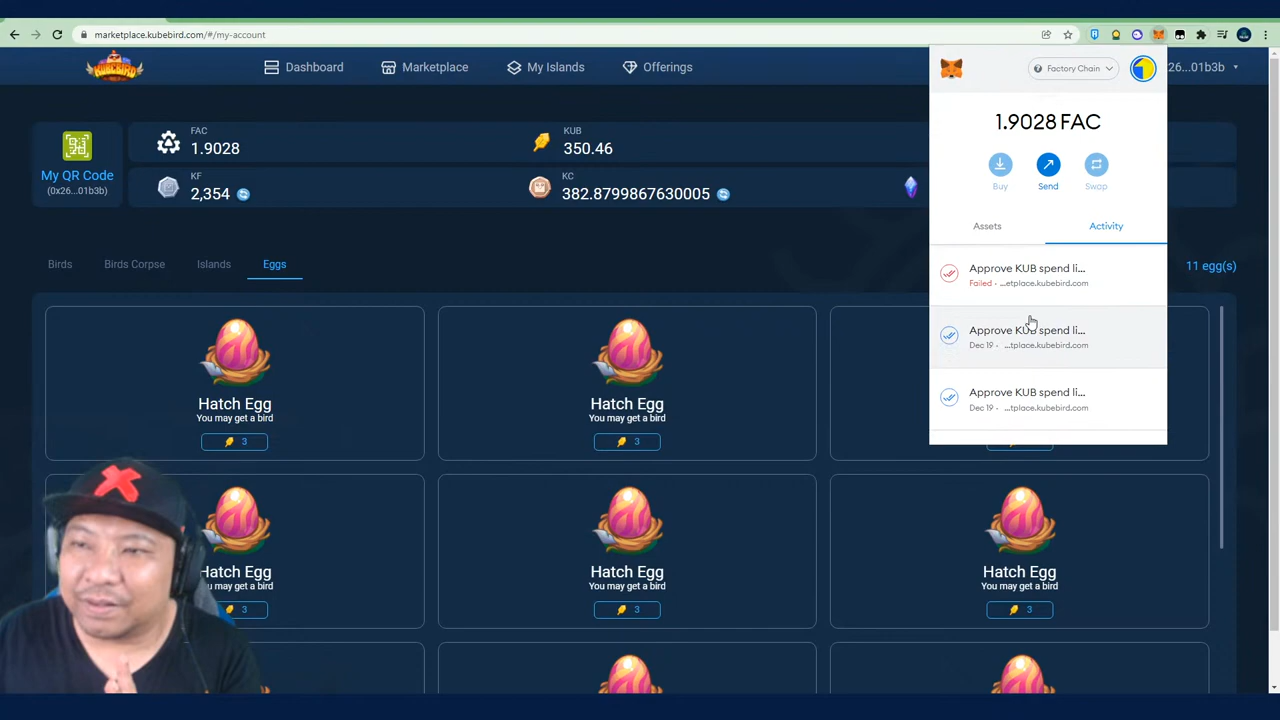 marketplace.kubebird.com/#/my-account
KUBEBIRD
Dashboard
Marketplace
My Islands
Offerings
26...01b3b
Factory Chain
1.9028 FAC
Buy
Send
Swap
Assets
Activity
Approve KUB spend li...
Failed · ...etplace.kubebird.com
Approve KUB spend li...
Dec 19 · ...tplace.kubebird.com
Approve KUB spend li...
Dec 19 · ...tplace.kubebird.com
My QR Code
(0x26...01b3b)
FAC
1.9028
KUB
350.46
KF
2,354
KC
382.8799867630005
Birds
Birds Corpse
Islands
Eggs
11 egg(s)
Hatch Egg
You may get a bird
3
Hatch Egg
You may get a bird
3
Hatch Egg
You may get a bird
3
Hatch Egg
You may get a bird
3
Hatch Egg
You may get a bird
3